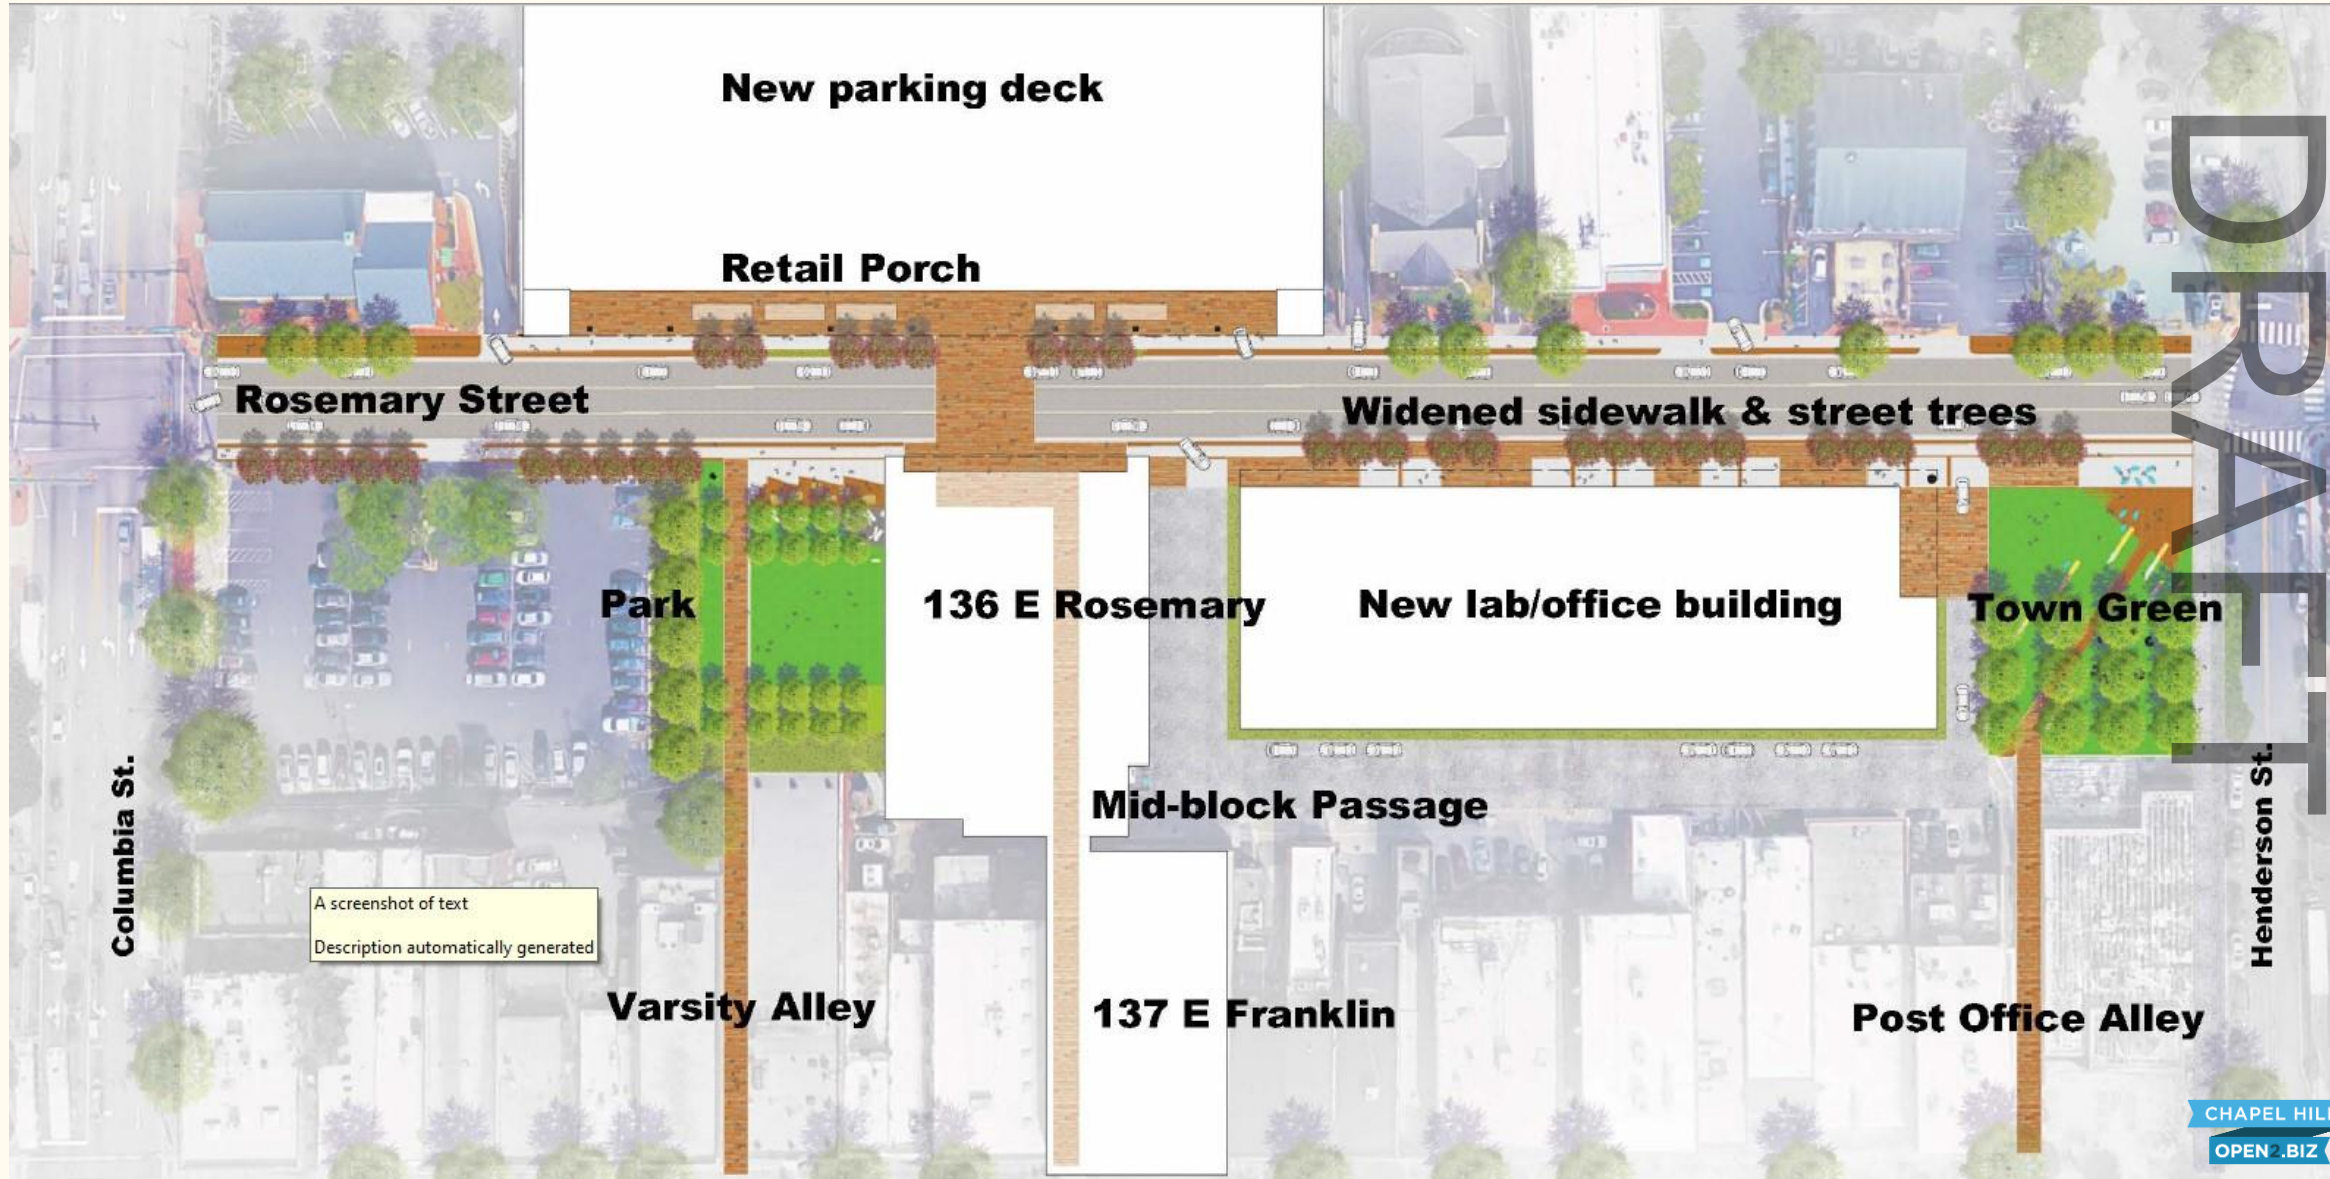 New parking deck
Retail Porch
Rosemary Street
Widened sidewalk & street trees
Park
136 E Rosemary
New lab/office building
Town Green
Mid-block Passage
Columbia St.
Henderson St.
A screenshot of text
Description automatically generated
Varsity Alley
137 E Franklin
Post Office Alley
DRAFT
CHAPEL HILL
OPEN2.BIZ